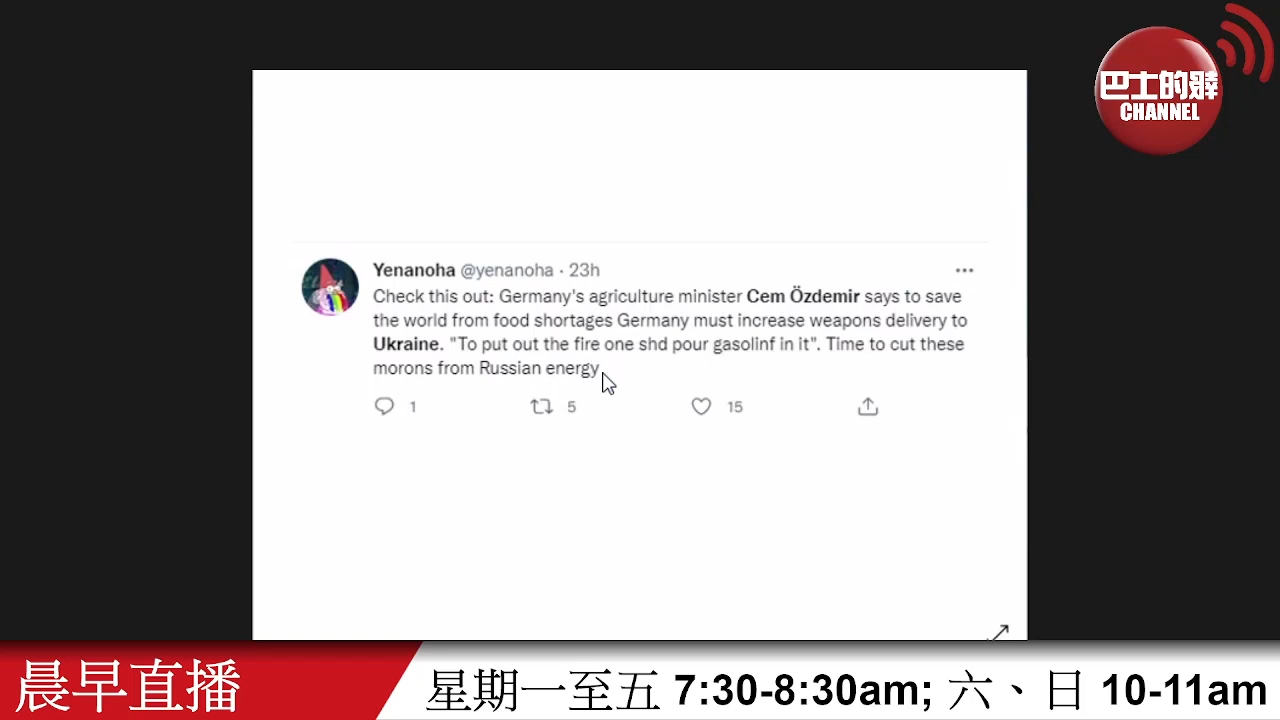 巴士的報
CHANNEL
Yenanoha @yenanoha · 23h
Check this out: Germany's agriculture minister Cem Özdemir says to save
the world from food shortages Germany must increase weapons delivery to
Ukraine. "To put out the fire one shd pour gasolinf in it". Time to cut these
morons from Russian energy
1 5 15
晨早直播
星期一至五 7:30-8:30am; 六、日 10-11am